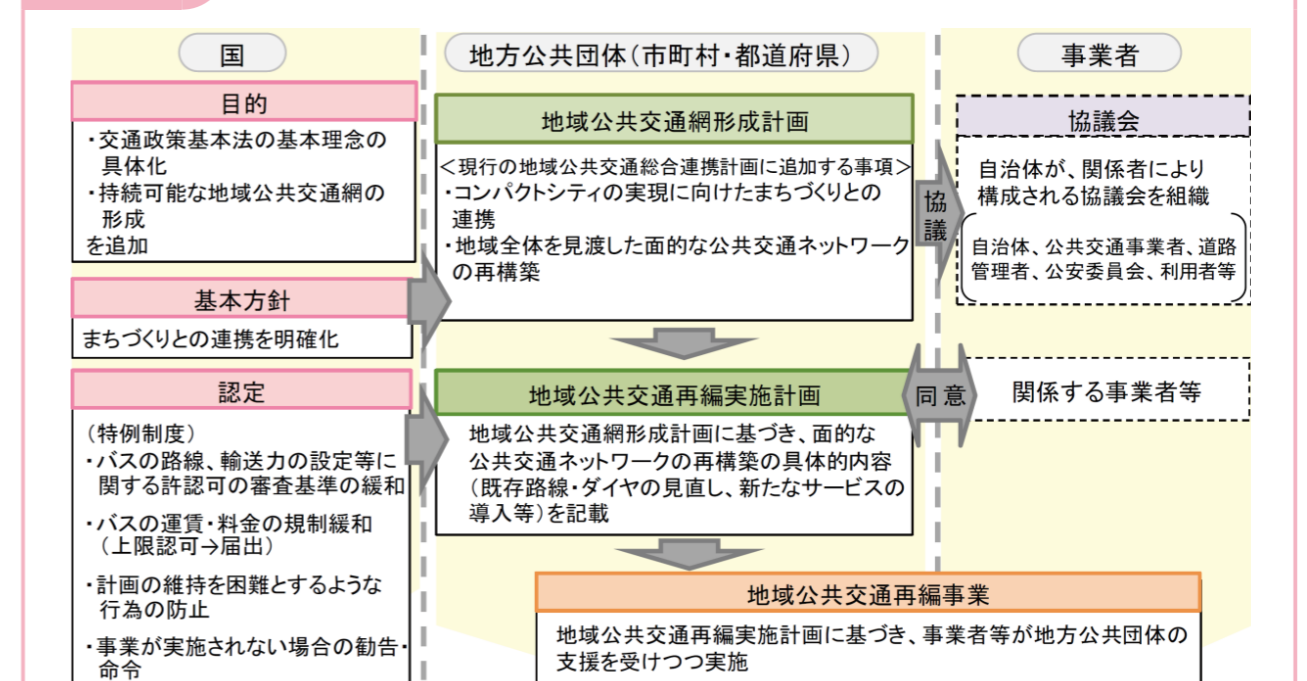 国
目的
・交通政策基本法の基本理念の
具体化
・持続可能な地域公共交通網の
形成
を追加
基本方針
まちづくりとの連携を明確化
認定
(特例制度)
・バスの路線、輸送力の設定等に
関する許認可の審査基準の緩和
・バスの運賃・料金の規制緩和
(上限認可→届出)
・計画の維持を困難とするような
行為の防止
・事業が実施されない場合の勧告・
命令
地方公共団体(市町村・都道府県)
地域公共交通網形成計画
<現行の地域公共交通総合連携計画に追加する事項>
・コンパクトシティの実現に向けたまちづくりとの
連携
・地域全体を見渡した面的な公共交通ネットワーク
の再構築
地域公共交通再編実施計画
地域公共交通網形成計画に基づき、面的な
公共交通ネットワークの再構築の具体的内容
(既存路線・ダイヤの見直し、新たなサービスの
導入等)を記載
協議
同意
事業者
協議会
自治体が、関係者により
構成される協議会を組織
自治体、公共交通事業者、道路
管理者、公安委員会、利用者等
関係する事業者等
地域公共交通再編事業
地域公共交通再編実施計画に基づき、事業者等が地方公共団体の
支援を受けつつ実施